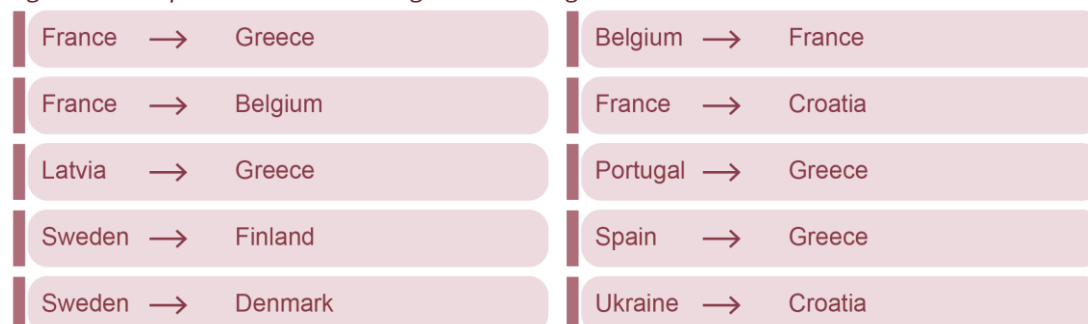 France → Greece
France → Belgium
Latvia → Greece
Sweden → Finland
Sweden → Denmark
Belgium → France
France → Croatia
Portugal → Greece
Spain → Greece
Ukraine → Croatia